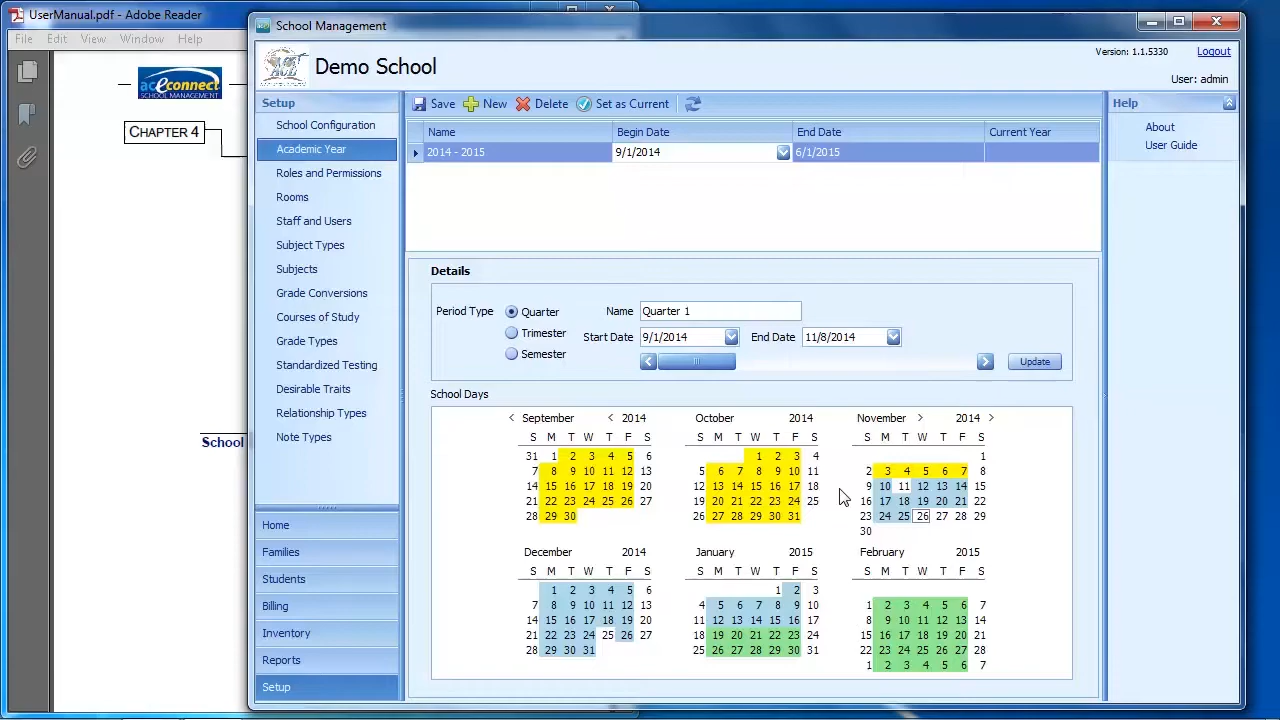 UserManual.pdf - Adobe Reader
File Edit View Window Help
aceconnect
SCHOOL MANAGEMENT
CHAPTER 4
School
School Management
ACE
Demo School
Version: 1.1.5330
Logout
User: admin
Setup
School Configuration
Academic Year
Roles and Permissions
Rooms
Staff and Users
Subject Types
Subjects
Grade Conversions
Courses of Study
Grade Types
Standardized Testing
Desirable Traits
Relationship Types
Note Types
Home
Families
Students
Billing
Inventory
Reports
Setup
Save New Delete Set as Current
Name Begin Date End Date Current Year
2014 - 2015 9/1/2014 6/1/2015
Details
Period Type Quarter Name Quarter 1
Trimester Start Date 9/1/2014 End Date 11/8/2014
Semester
Update
School Days
< September < 2014 October 2014 November > 2014 >
S M T W T F S S M T W T F S S M T W T F S
31 1 2 3 4 5 6 1 2 3 4 1
7 8 9 10 11 12 13 5 6 7 8 9 10 11 2 3 4 5 6 7 8
14 15 16 17 18 19 20 12 13 14 15 16 17 18 9 10 11 12 13 14 15
21 22 23 24 25 26 27 19 20 21 22 23 24 25 16 17 18 19 20 21 22
28 29 30 26 27 28 29 30 31 23 24 25 26 27 28 29
30
December 2014 January 2015 February 2015
S M T W T F S S M T W T F S S M T W T F S
1 2 3 4 5 6 1 2 3
7 8 9 10 11 12 13 4 5 6 7 8 9 10 1 2 3 4 5 6 7
14 15 16 17 18 19 20 11 12 13 14 15 16 17 8 9 10 11 12 13 14
21 22 23 24 25 26 27 18 19 20 21 22 23 24 15 16 17 18 19 20 21
28 29 30 31 25 26 27 28 29 30 31 22 23 24 25 26 27 28
1 2 3 4 5 6 7
Help
About
User Guide